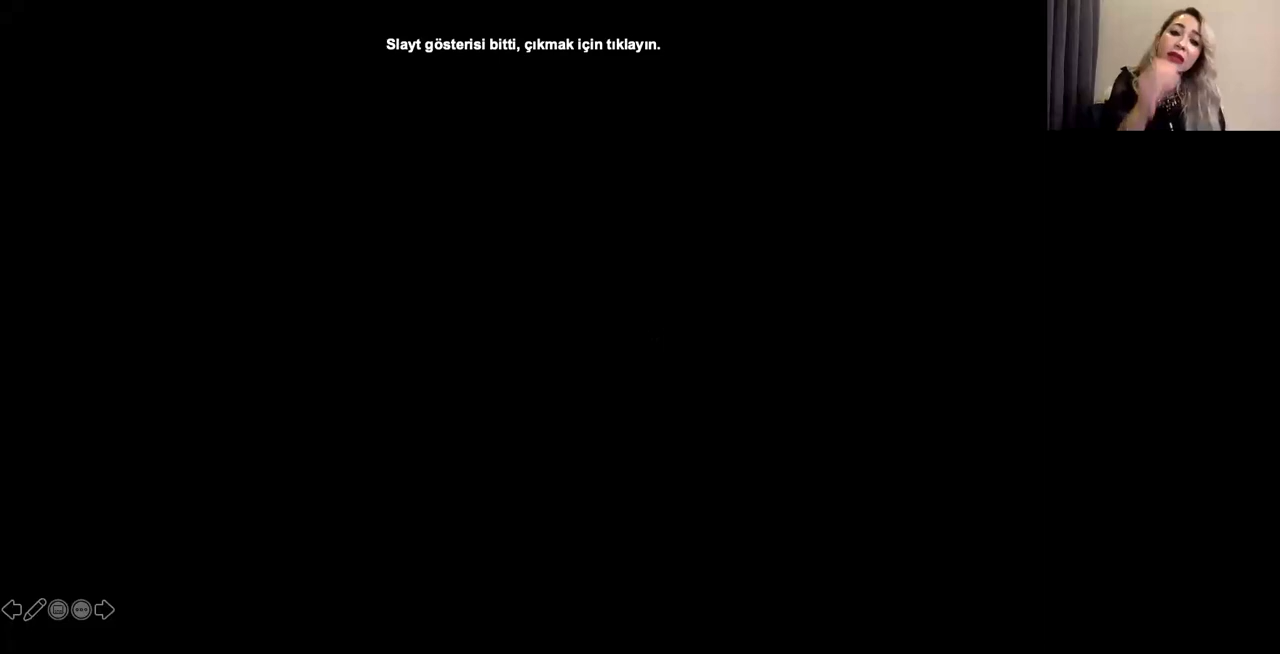 Slayt gösterisi bitti, çıkmak için tıklayın.